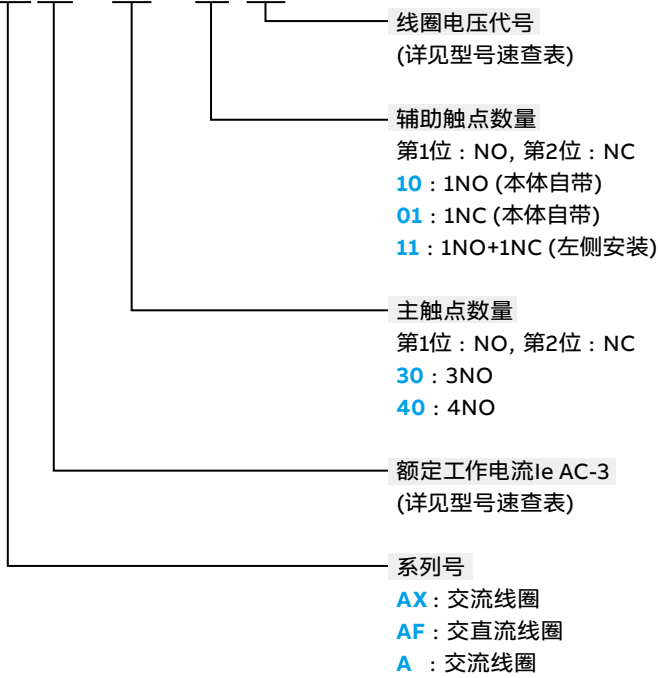 线圈电压代号
(详见型号速查表)
辅助触点数量
第1位：NO, 第2位：NC
10：1NO (本体自带)
01：1NC (本体自带)
11：1NO+1NC (左侧安装)
主触点数量
第1位：NO, 第2位：NC
30：3NO
40：4NO
额定工作电流Ie AC-3
(详见型号速查表)
系列号
AX：交流线圈
AF：交直流线圈
A ：交流线圈